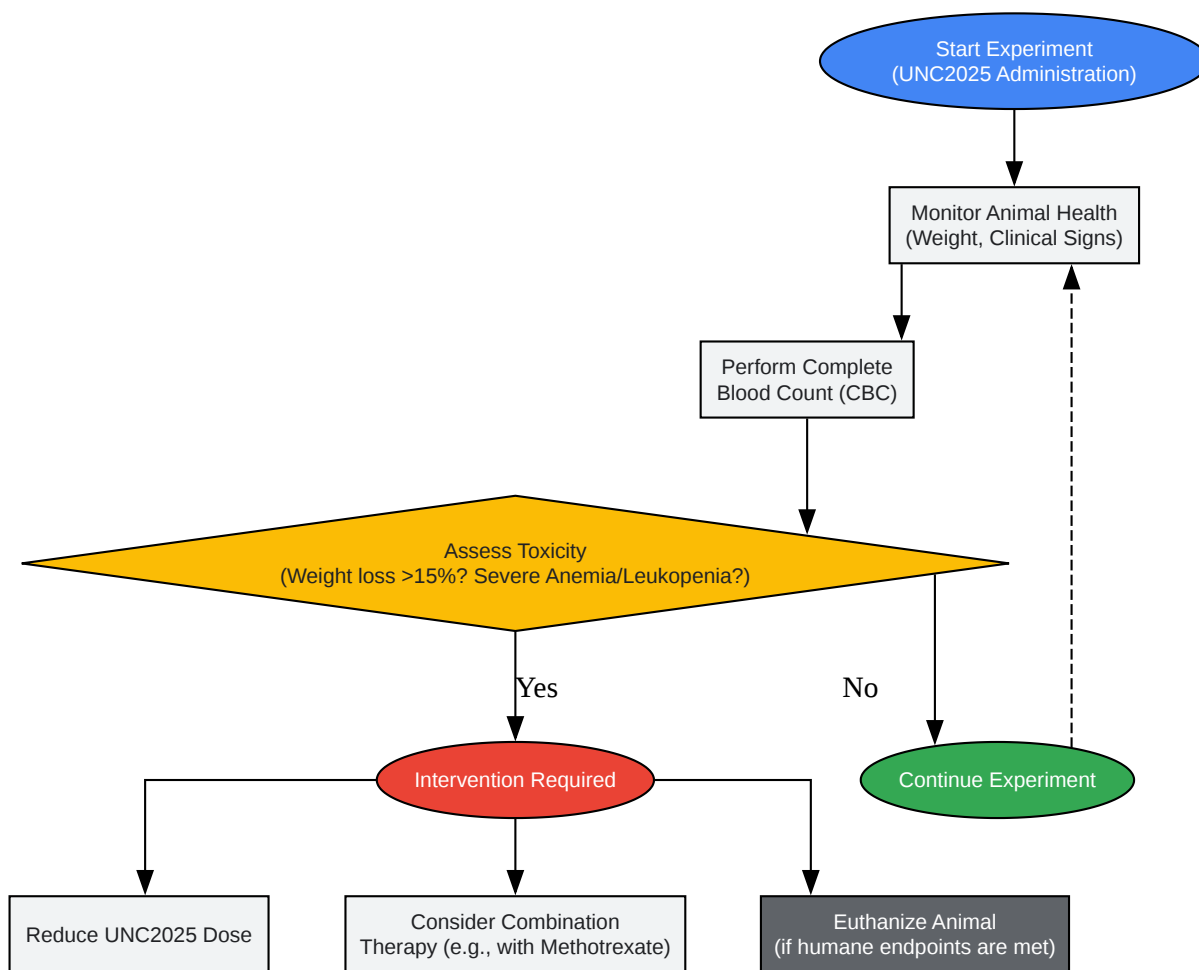 Start Experiment
(UNC2025 Administration)
Monitor Animal Health
(Weight, Clinical Signs)
Perform Complete
Blood Count (CBC)
Assess Toxicity
(Weight loss >15%? Severe Anemia/Leukopenia?)
Yes
No
Intervention Required
Continue Experiment
Reduce UNC2025 Dose
Consider Combination
Therapy (e.g., with Methotrexate)
Euthanize Animal
(if humane endpoints are met)